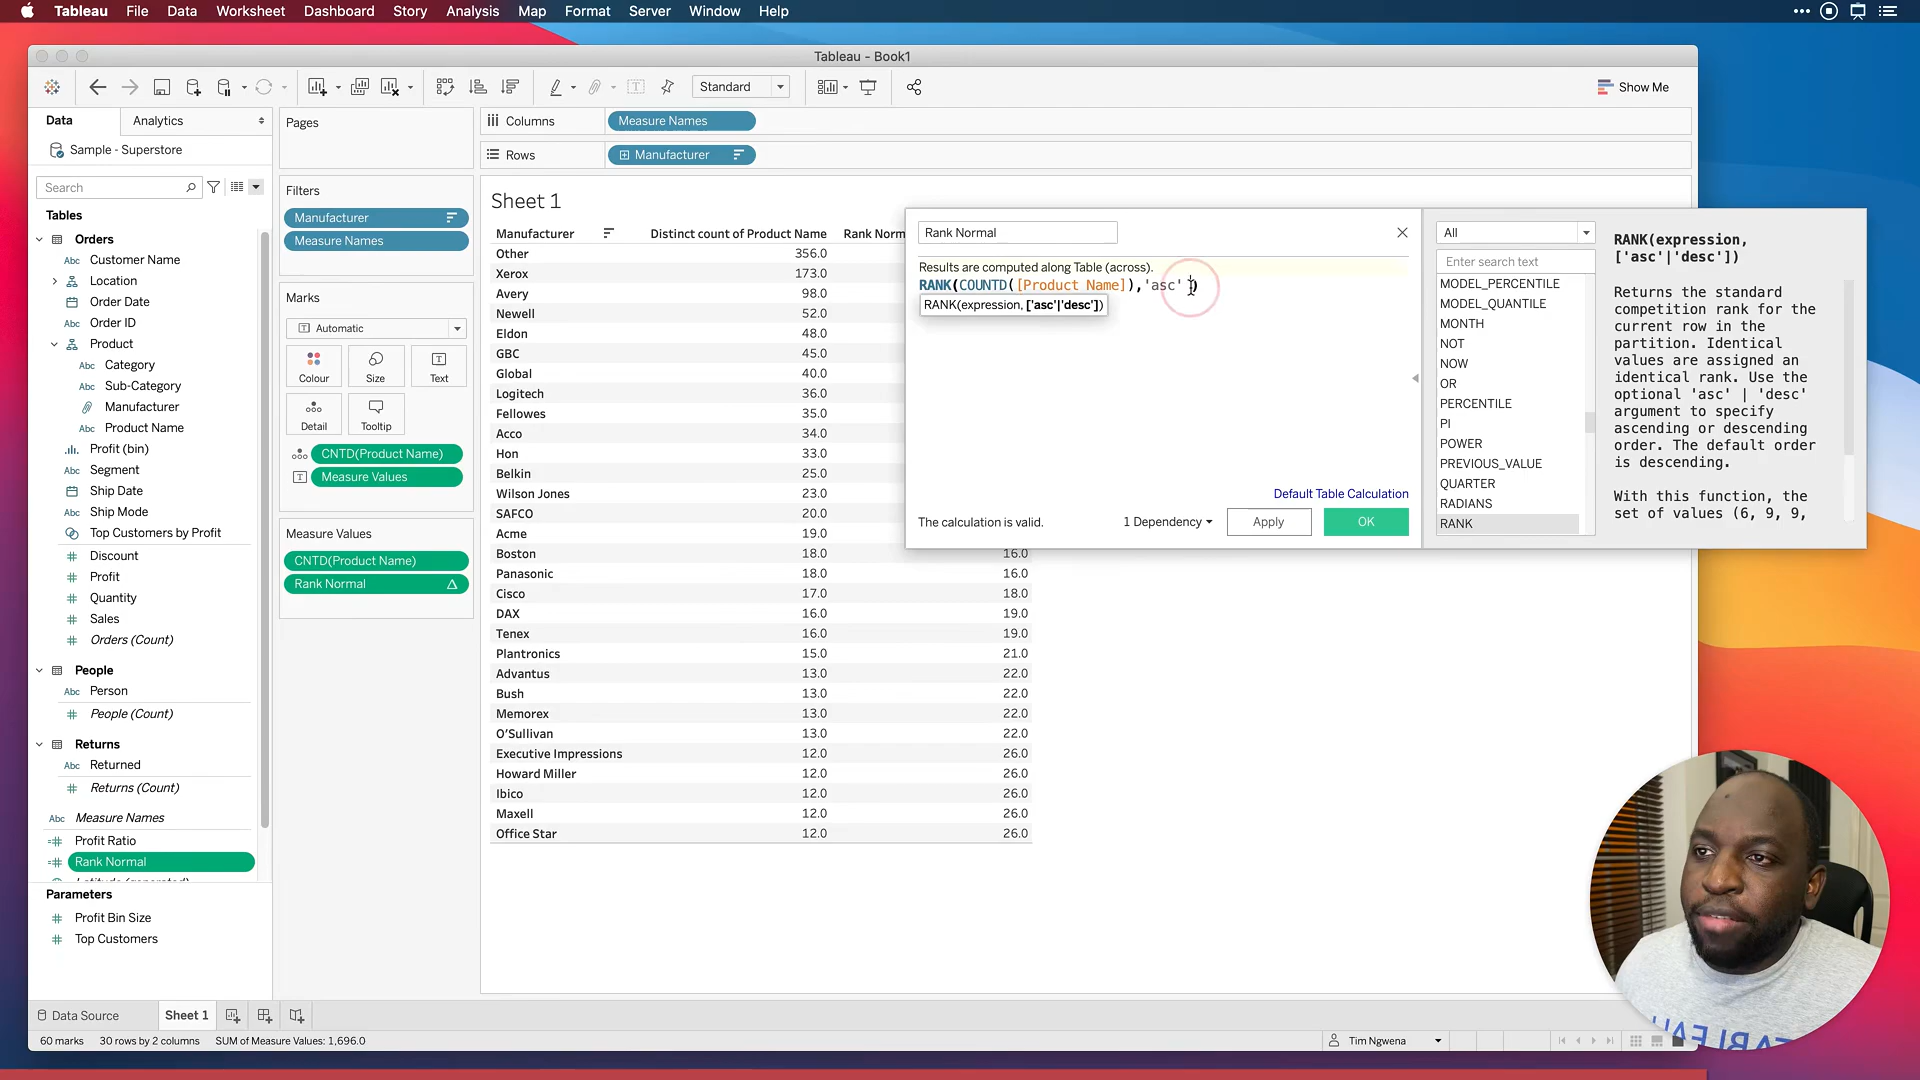 Tableau File Data Worksheet Dashboard Story Analysis Map Format Server Window Help
Tableau - Book1
Standard
Show Me
Data Analytics
Sample - Superstore
Search
Tables
Orders
Abc Customer Name
Location
Order Date
Abc Order ID
Product
Abc Category
Abc Sub-Category
Manufacturer
Abc Product Name
Profit (bin)
Abc Segment
Ship Date
Abc Ship Mode
Top Customers by Profit
Discount
Profit
Quantity
Sales
Orders (Count)
People
Abc Person
People (Count)
Returns
Abc Returned
Returns (Count)
Abc Measure Names
Profit Ratio
Rank Normal
Parameters
Profit Bin Size
Top Customers
Pages
Filters
Manufacturer
Measure Names
Marks
Automatic
Colour Size Text
Detail Tooltip
CNTD(Product Name)
Measure Values
Measure Values
CNTD(Product Name)
Rank Normal
Columns Measure Names
Rows Manufacturer
Sheet 1
Manufacturer Distinct count of Product Name Rank Norm
Other 356.0
Xerox 173.0
Avery 98.0
Newell 52.0
Eldon 48.0
GBC 45.0
Global 40.0
Logitech 36.0
Fellowes 35.0
Acco 34.0
Hon 33.0
Belkin 25.0
Wilson Jones 23.0
SAFCO 20.0
Acme 19.0
Boston 18.0 16.0
Panasonic 18.0 16.0
Cisco 17.0 18.0
DAX 16.0 19.0
Tenex 16.0 19.0
Plantronics 15.0 21.0
Advantus 13.0 22.0
Bush 13.0 22.0
Memorex 13.0 22.0
O'Sullivan 13.0 22.0
Executive Impressions 12.0 26.0
Howard Miller 12.0 26.0
Ibico 12.0 26.0
Maxell 12.0 26.0
Office Star 12.0 26.0
Rank Normal
Results are computed along Table (across).
RANK(COUNTD([Product Name]),'asc' )
RANK(expression, ['asc'|'desc'])
Default Table Calculation
The calculation is valid. 1 Dependency Apply OK
All
Enter search text
MODEL_PERCENTILE
MODEL_QUANTILE
MONTH
NOT
NOW
OR
PERCENTILE
PI
POWER
PREVIOUS_VALUE
QUARTER
RADIANS
RANK
RANK(expression,
['asc'|'desc'])
Returns the standard
competition rank for the
current row in the
partition. Identical
values are assigned an
identical rank. Use the
optional 'asc' | 'desc'
argument to specify
ascending or descending
order. The default order
is descending.
With this function, the
set of values (6, 9, 9,
Data Source Sheet 1
60 marks 30 rows by 2 columns SUM of Measure Values: 1,696.0
Tim Ngwena